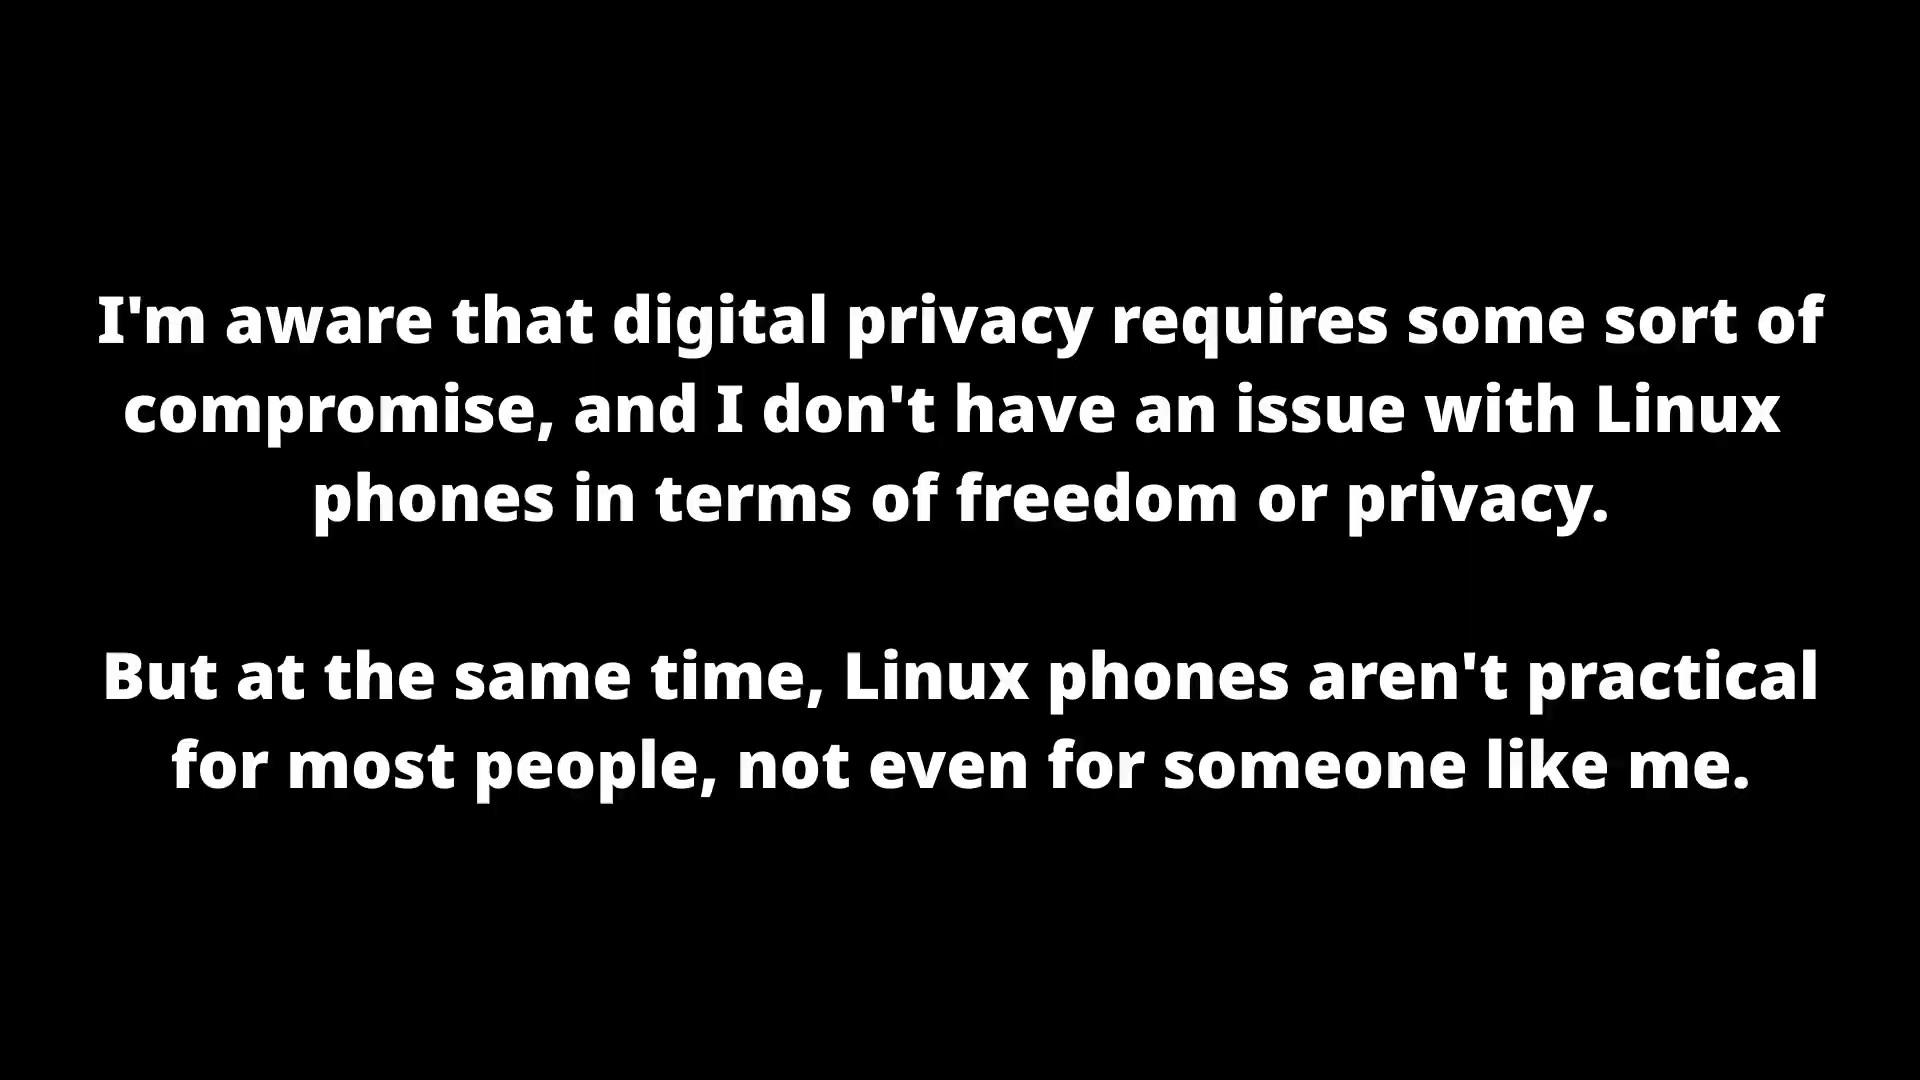 I'm aware that digital privacy requires some sort of
compromise, and I don't have an issue with Linux
phones in terms of freedom or privacy.
But at the same time, Linux phones aren't practical
for most people, not even for someone like me.